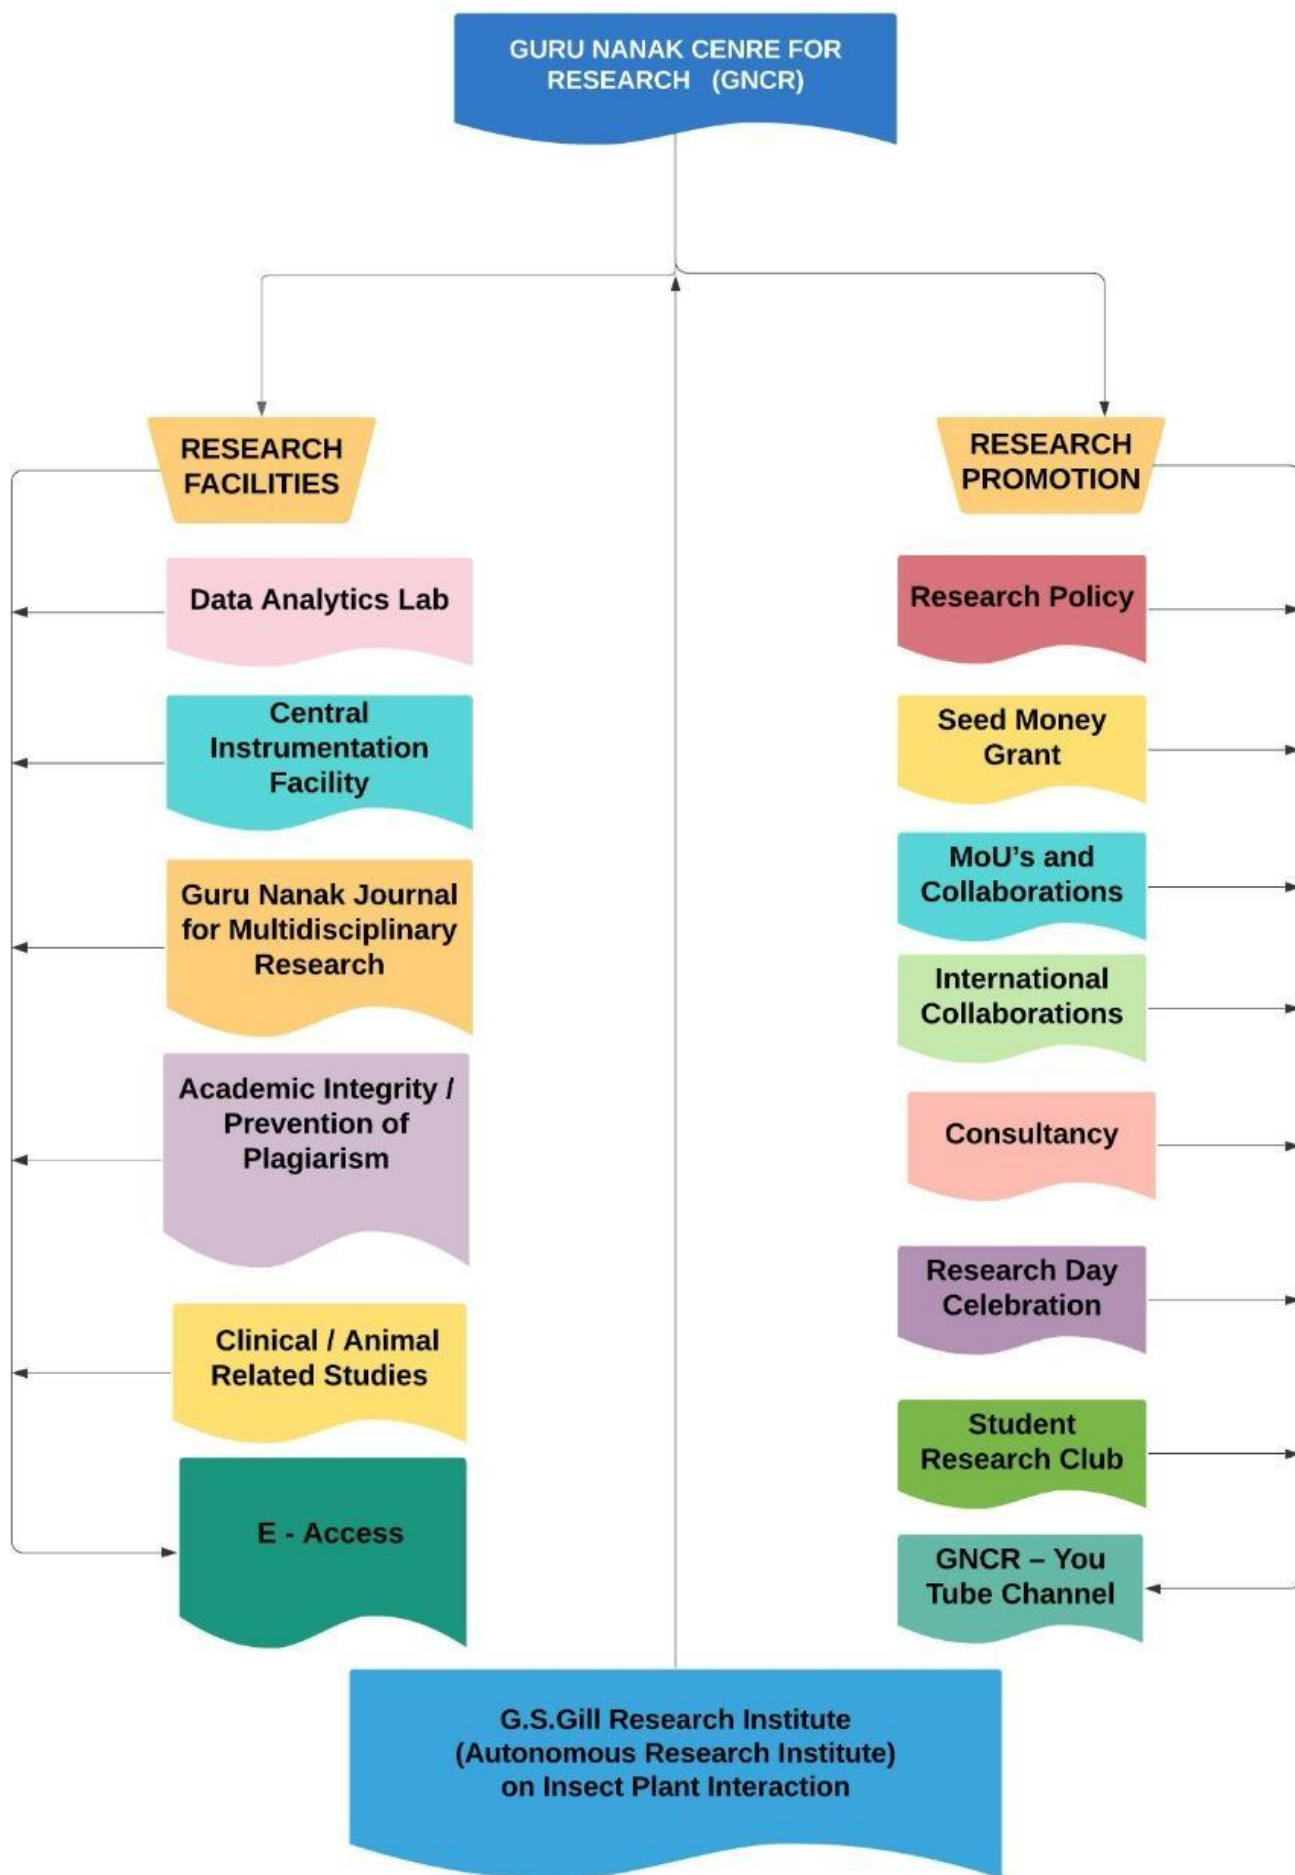 GURU NANAK CENRE FOR
RESEARCH (GNCR)
RESEARCH
FACILITIES
Data Analytics Lab
Central
Instrumentation
Facility
Guru Nanak Journal
for Multidisciplinary
Research
Academic Integrity /
Prevention of
Plagiarism
Clinical / Animal
Related Studies
E - Access
RESEARCH
PROMOTION
Research Policy
Seed Money
Grant
MoU’s and
Collaborations
International
Collaborations
Consultancy
Research Day
Celebration
Student
Research Club
GNCR – You
Tube Channel
G.S.Gill Research Institute
(Autonomous Research Institute)
on Insect Plant Interaction